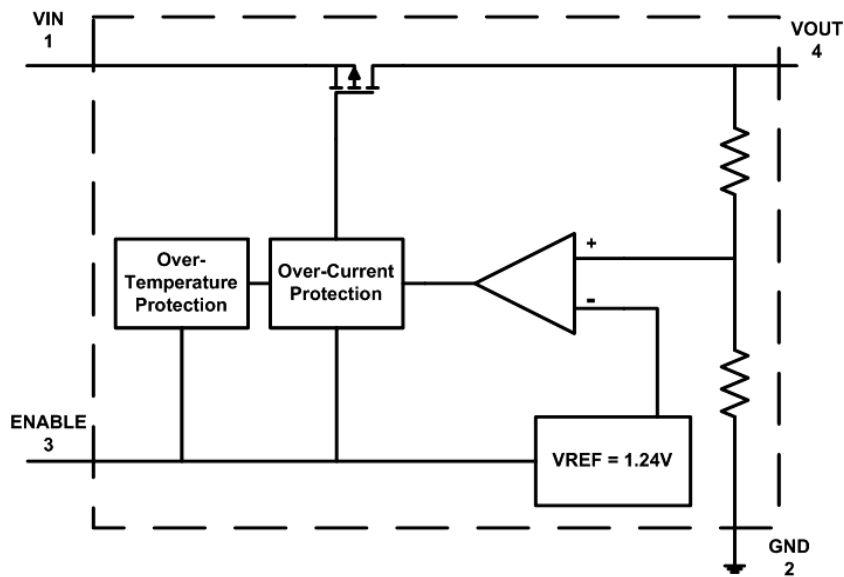 VIN
1
VOUT
4
Over-
Temperature
Protection
Over-Current
Protection
+
-
ENABLE
3
VREF = 1.24V
GND
2